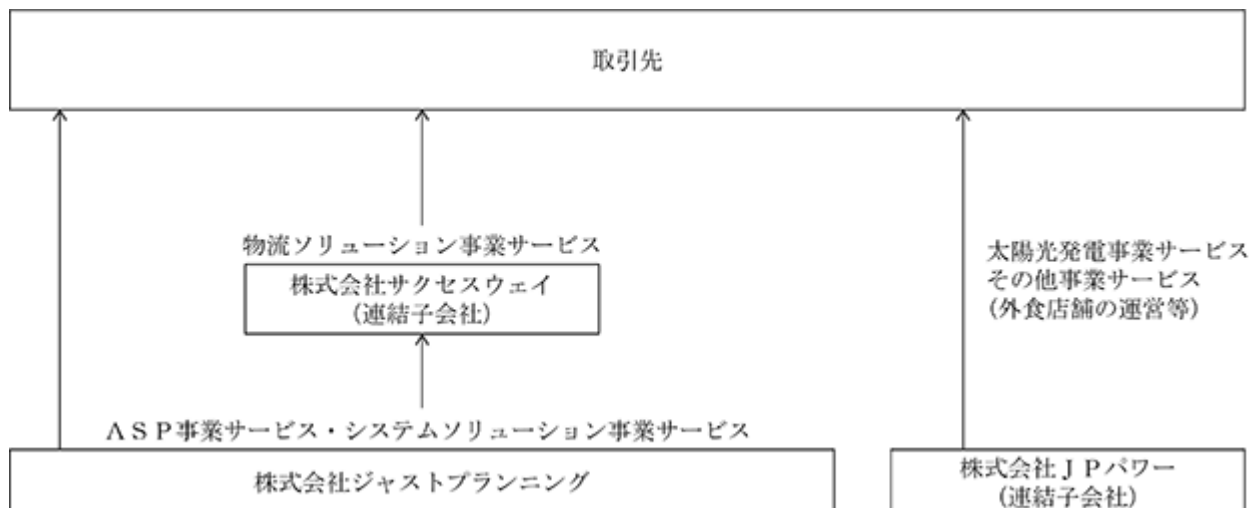 取引先
物流ソリューション事業サービス
株式会社サクセスウェイ
(連結子会社)
太陽光発電事業サービス
その他事業サービス
(外食店舗の運営等)
ＡＳＰ事業サービス・システムソリューション事業サービス
株式会社ジャストプランニング
株式会社ＪＰパワー
(連結子会社)